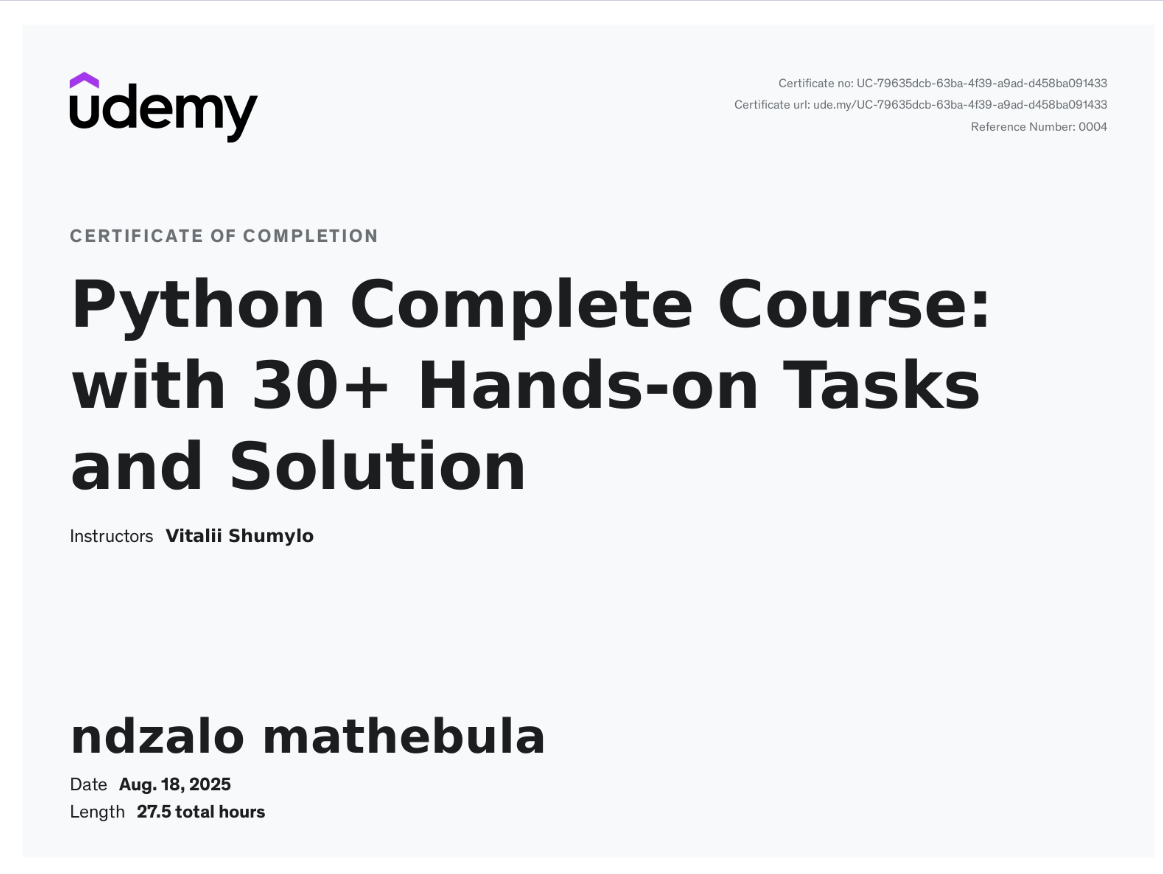 udemy
Certificate no: UC-79635dcb-63ba-4f39-a9ad-d458ba091433
Certificate url: ude.my/UC-79635dcb-63ba-4f39-a9ad-d458ba091433
Reference Number: 0004
CERTIFICATE OF COMPLETION
Python Complete Course:
with 30+ Hands-on Tasks
and Solution
Instructors Vitalii Shumylo
ndzalo mathebula
Date Aug. 18, 2025
Length 27.5 total hours